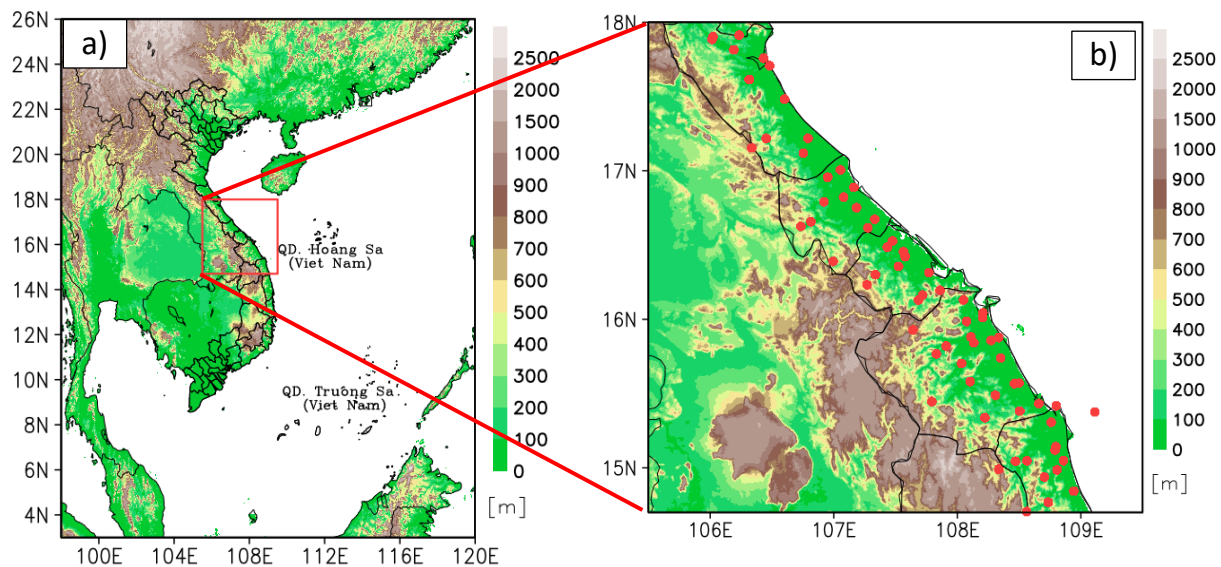 a)
26N
24N
22N
20N
18N
16N
14N
12N
10N
8N
6N
4N
100E
104E
108E
112E
116E
120E
QD. Hoang Sa
(Viet Nam)
QD. Truong Sa
(Viet Nam)
2500
2000
1000
900
800
700
600
500
400
300
200
100
0
[m]
b)
18N
17N
16N
15N
106E
107E
108E
109E
2500
2000
1000
900
800
700
600
500
400
300
200
100
0
[m]